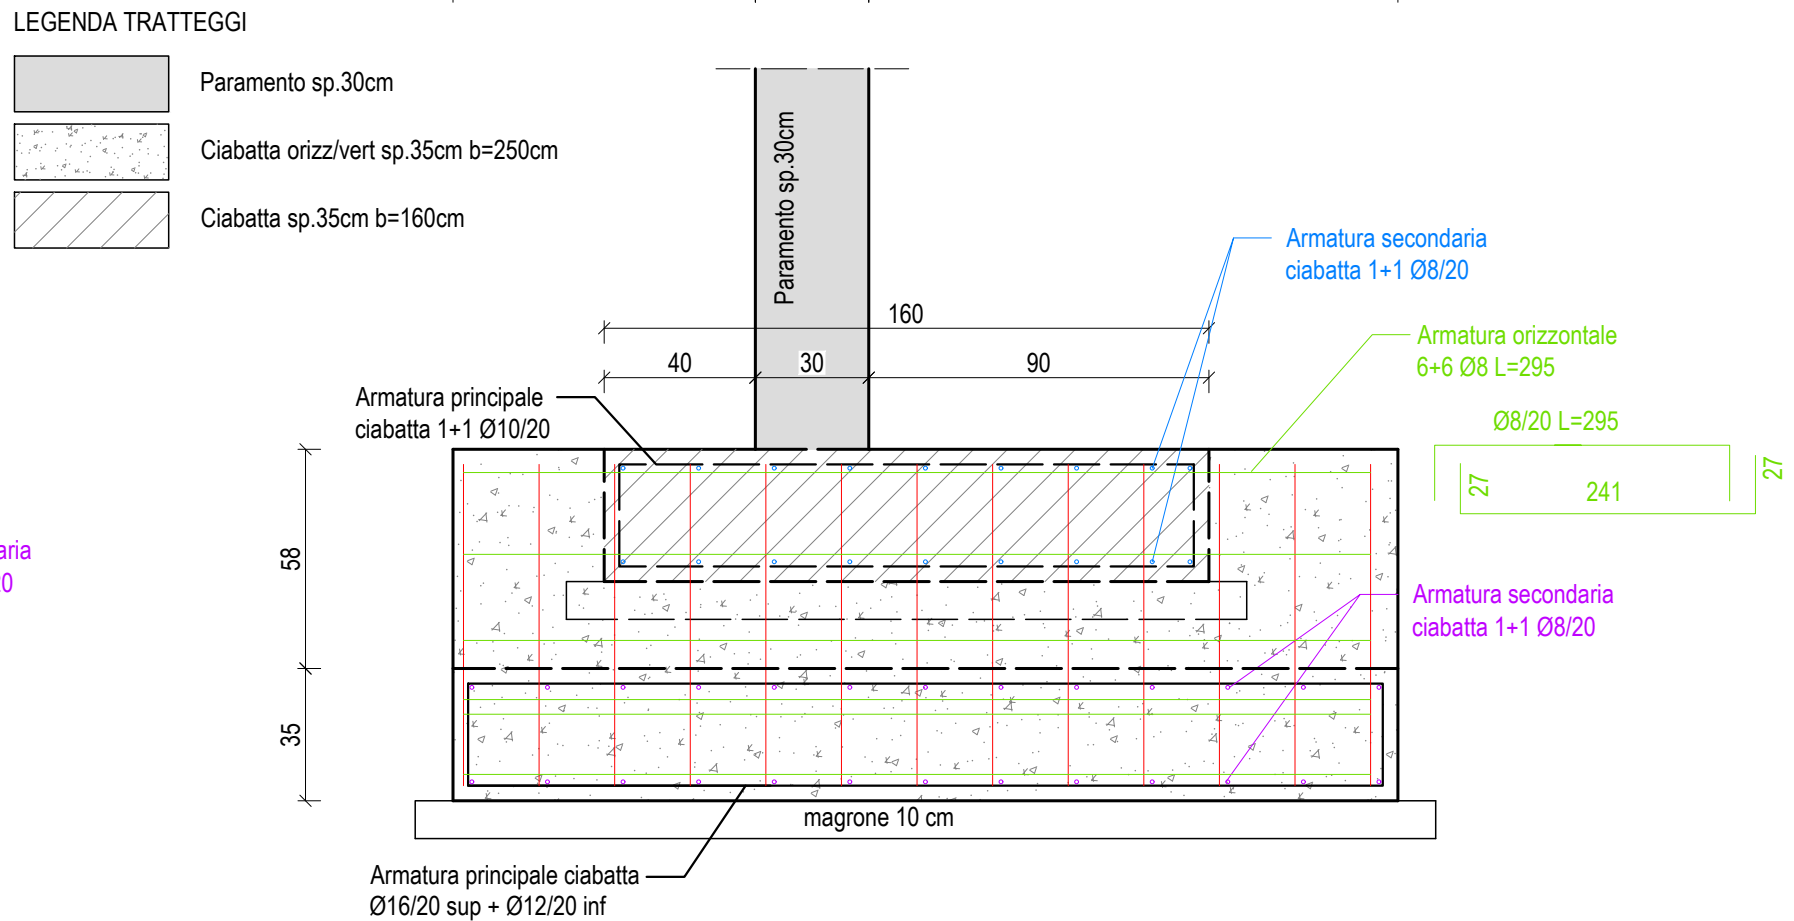 LEGENDA TRATTEGGI
Paramento sp.30cm
Ciabatta orizz/vert sp.35cm b=250cm
Ciabatta sp.35cm b=160cm
Paramento sp.30cm
Armatura secondaria
ciabatta 1+1 Ø8/20
160
40
30
90
Armatura orizzontale
6+6 Ø8 L=295
Armatura principale
ciabatta 1+1 Ø10/20
Ø8/20 L=295
27
241
27
58
35
aria
Armatura secondaria
ciabatta 1+1 Ø8/20
magrone 10 cm
Armatura principale ciabatta
Ø16/20 sup + Ø12/20 inf